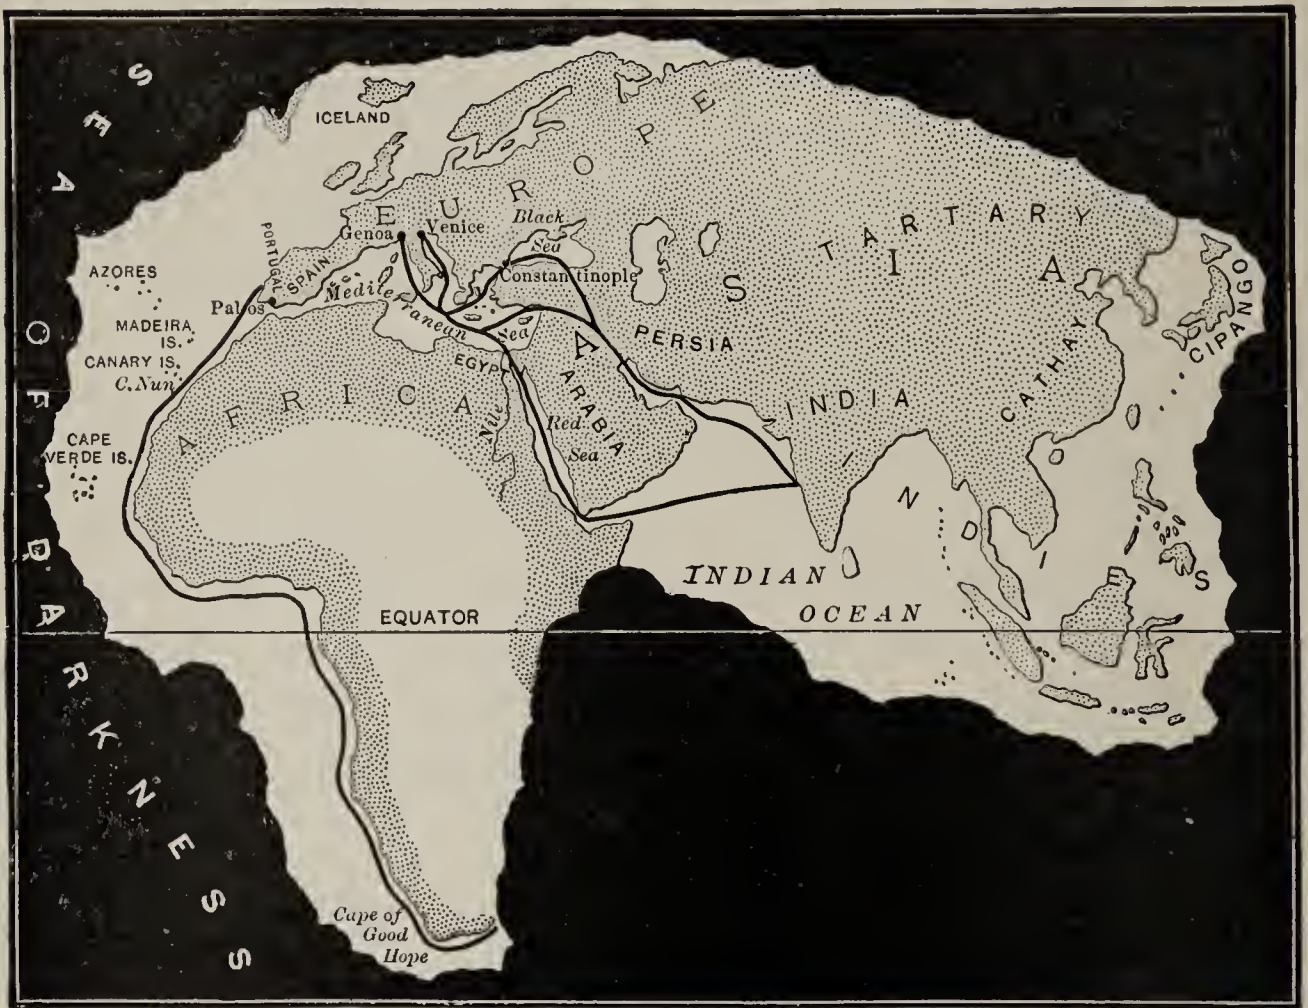 SEA OF DARKNESS
ICELAND
EUROPE
ASIA
TARTARY
PORTUGAL
SPAIN
Genoa
Venice
Black
Sea
Constantinople
Palos
Mediterranean
Sea
AZORES
MADEIRA
IS.
CANARY IS.
C. Nun
CAPE
VERDE IS.
AFRICA
EGYPT
Nile
Red
Sea
ARABIA
PERSIA
INDIA
CATHAY
CIPANGO
INDIES
INDIAN
OCEAN
EQUATOR
Cape of
Good
Hope